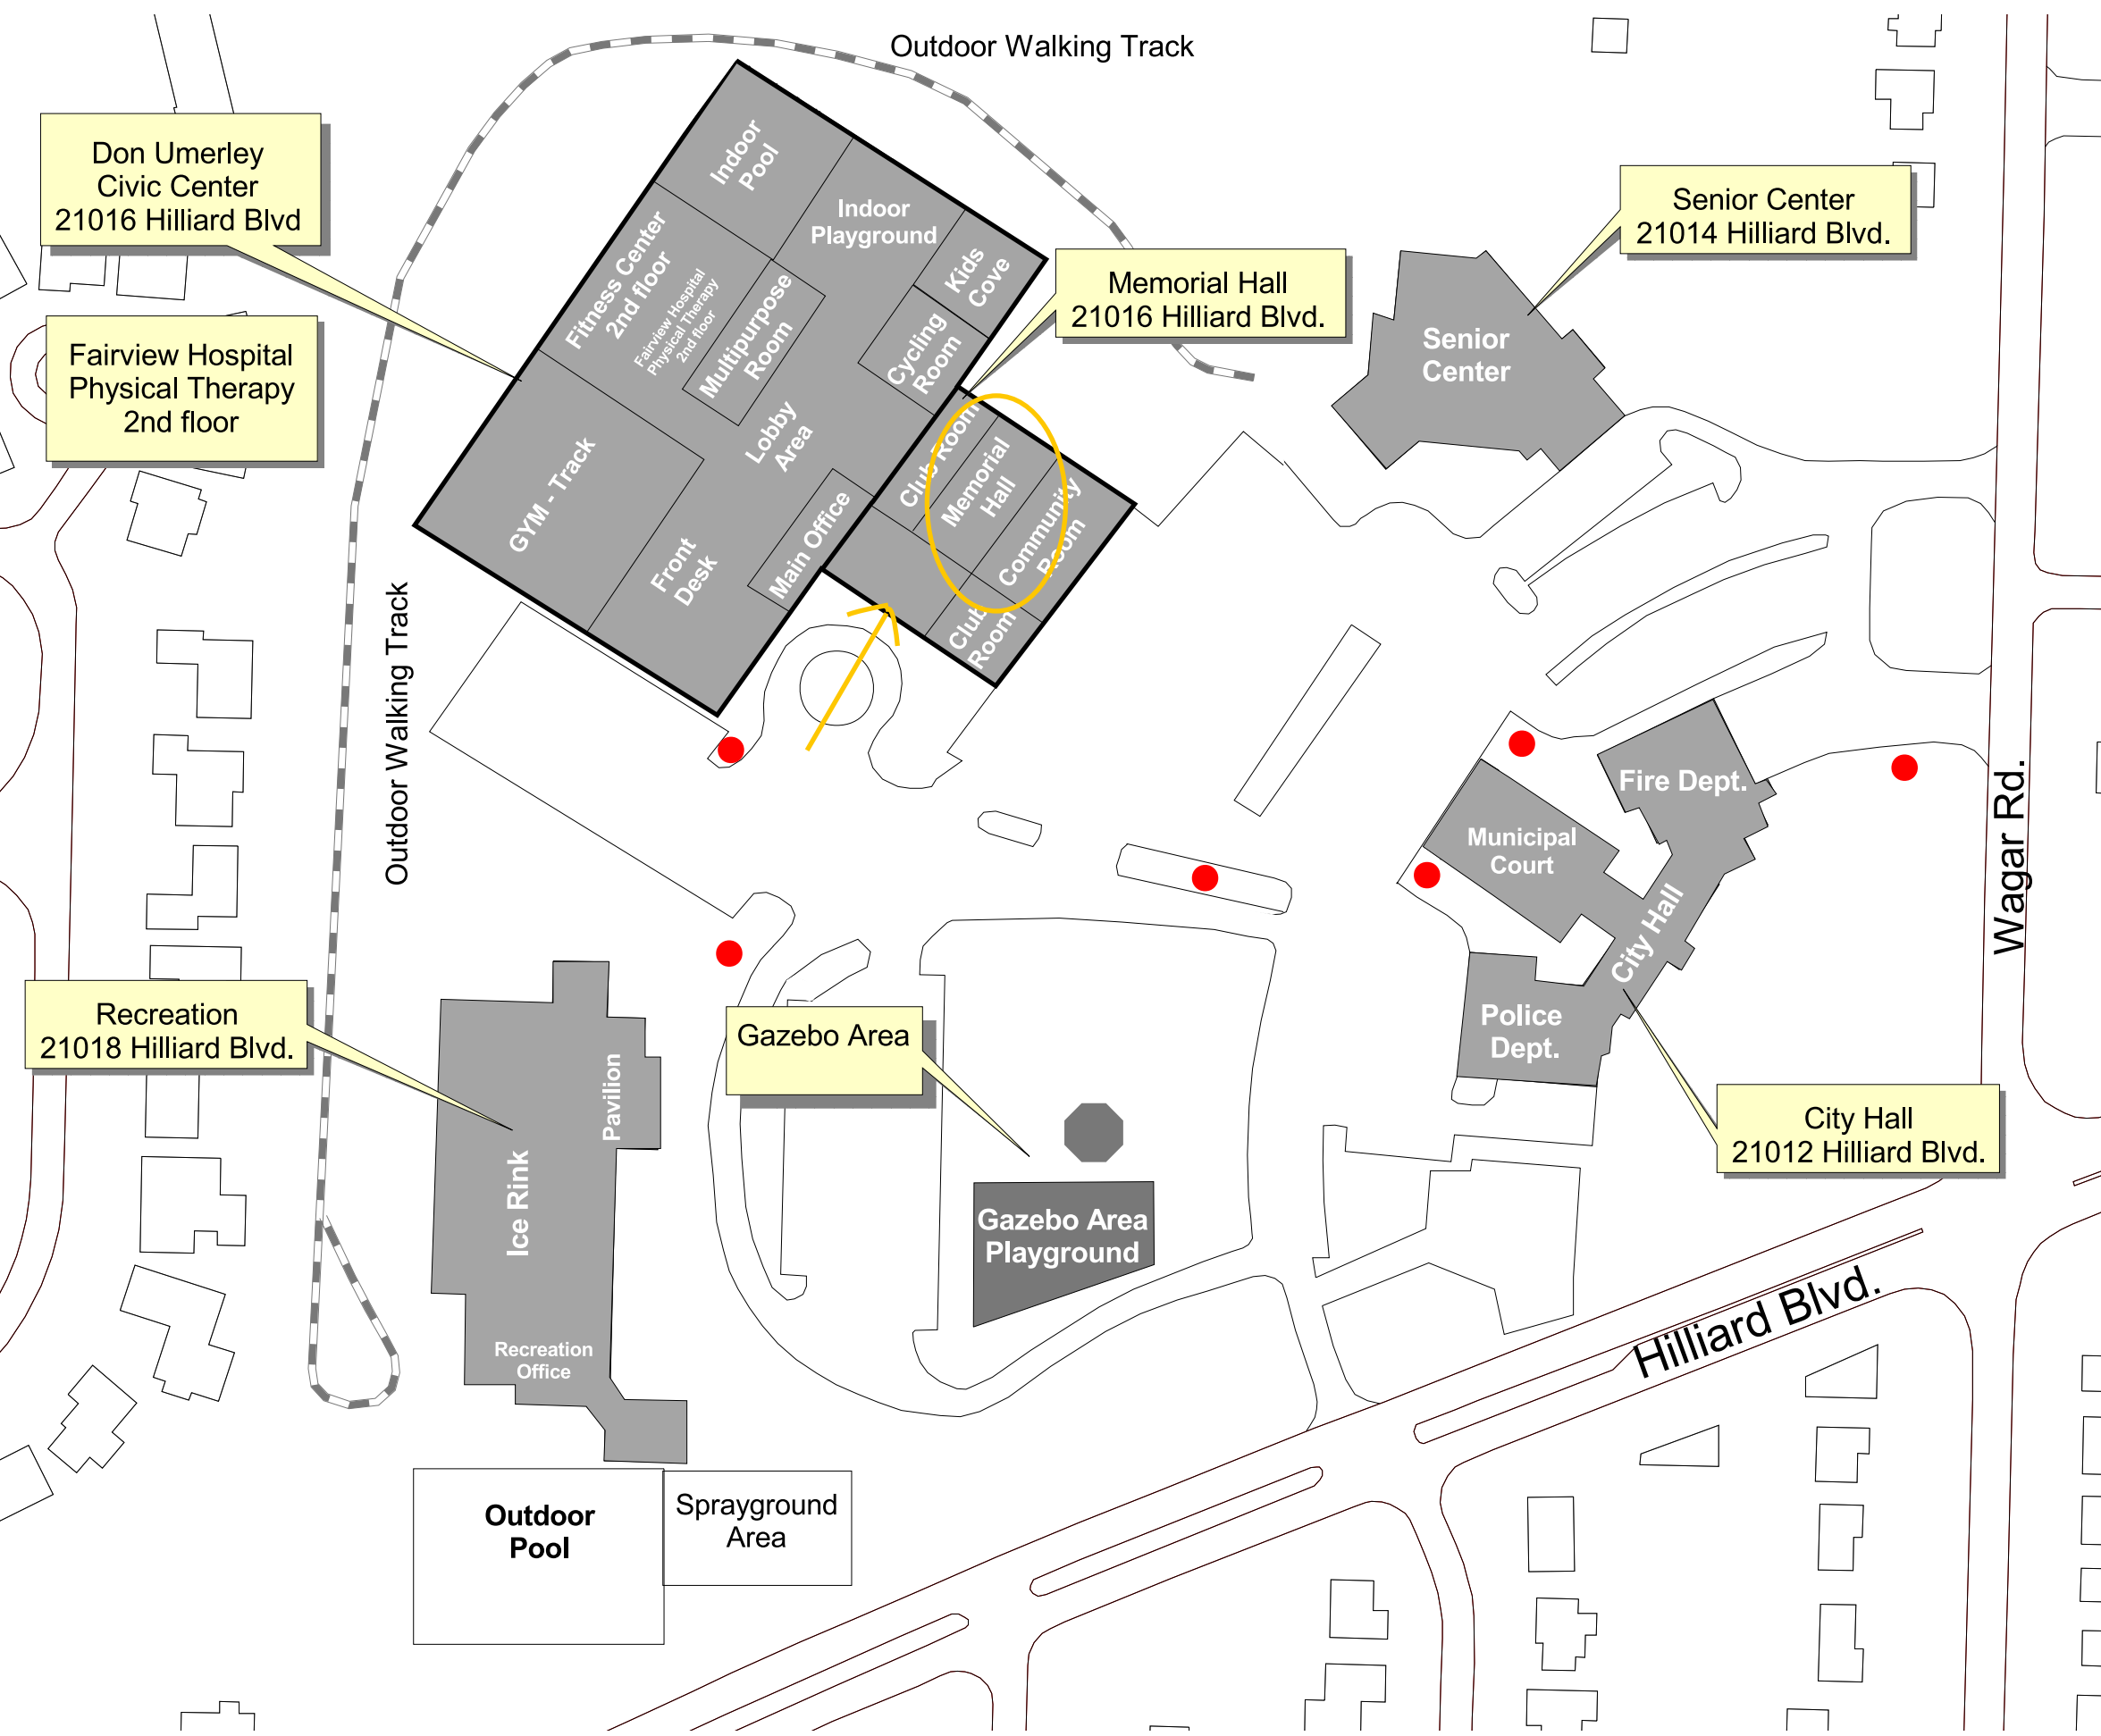 Outdoor Walking Track
Don Umerley
Civic Center
21016 Hilliard Blvd
Fairview Hospital
Physical Therapy
2nd floor
Indoor
Pool
Indoor
Playground
Kids
Cove
Fitness Center
2nd floor
Fairview Hospital
Physical Therapy
2nd floor
Multipurpose
Room
Cycling
Room
Lobby
Area
GYM - Track
Front
Desk
Main Office
Memorial Hall
21016 Hilliard Blvd.
Club Room
Memorial
Hall
Community
Room
Club
Room
Senior Center
21014 Hilliard Blvd.
Senior
Center
Outdoor Walking Track
Fire Dept.
Municipal
Court
City Hall
Police
Dept.
Wagar Rd.
City Hall
21012 Hilliard Blvd.
Recreation
21018 Hilliard Blvd.
Pavilion
Ice Rink
Recreation
Office
Gazebo Area
Gazebo Area
Playground
Hilliard Blvd.
Outdoor
Pool
Sprayground
Area